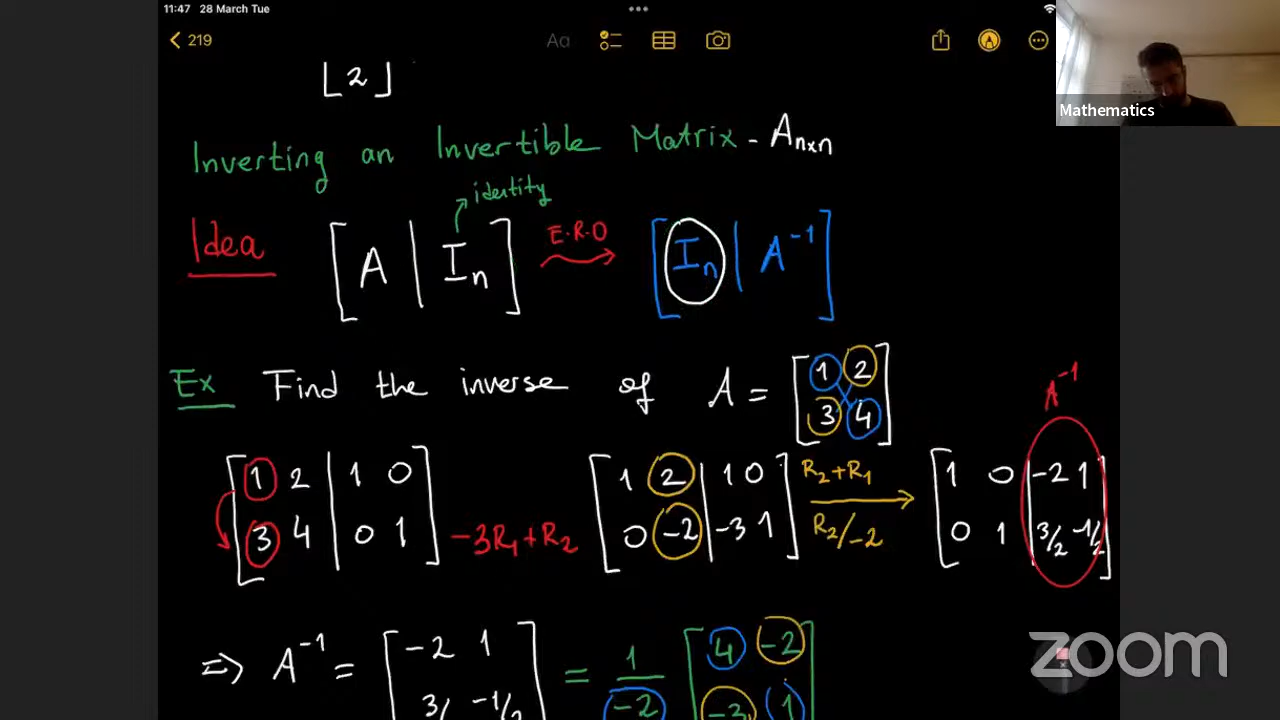 11:47 28 March Tue
219
Aa
[2]
Inverting an Invertible Matrix - Anxn
identity
Idea [A | In] E.R.O [In | A⁻¹]
Mathematics
Ex Find the inverse of A = [1 2
3 4]
A⁻¹
[1 2 | 1 0
3 4 | 0 1] -3R₁+R₂ [1 2 | 1 0
0 -2 | -3 1] R₂+R₁
R₂/-2 [1 0 | -2 1
0 1 | 3/2 -1/2]
⇒ A⁻¹ = [-2 1
3/ -1/2] = 1/-2 [4 -2
-3 1]
zoom